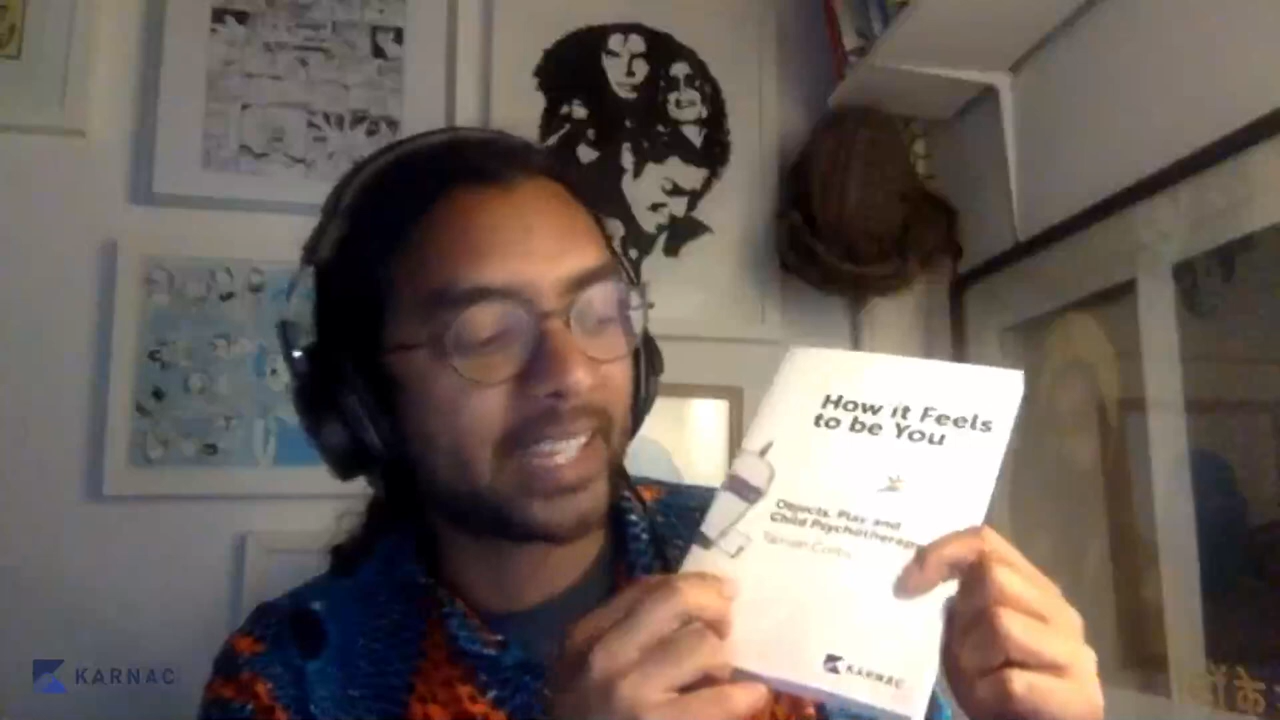 How it Feels
to be You
Objects, Play and
Child Psychotherapy
KARNAC
KARNAC